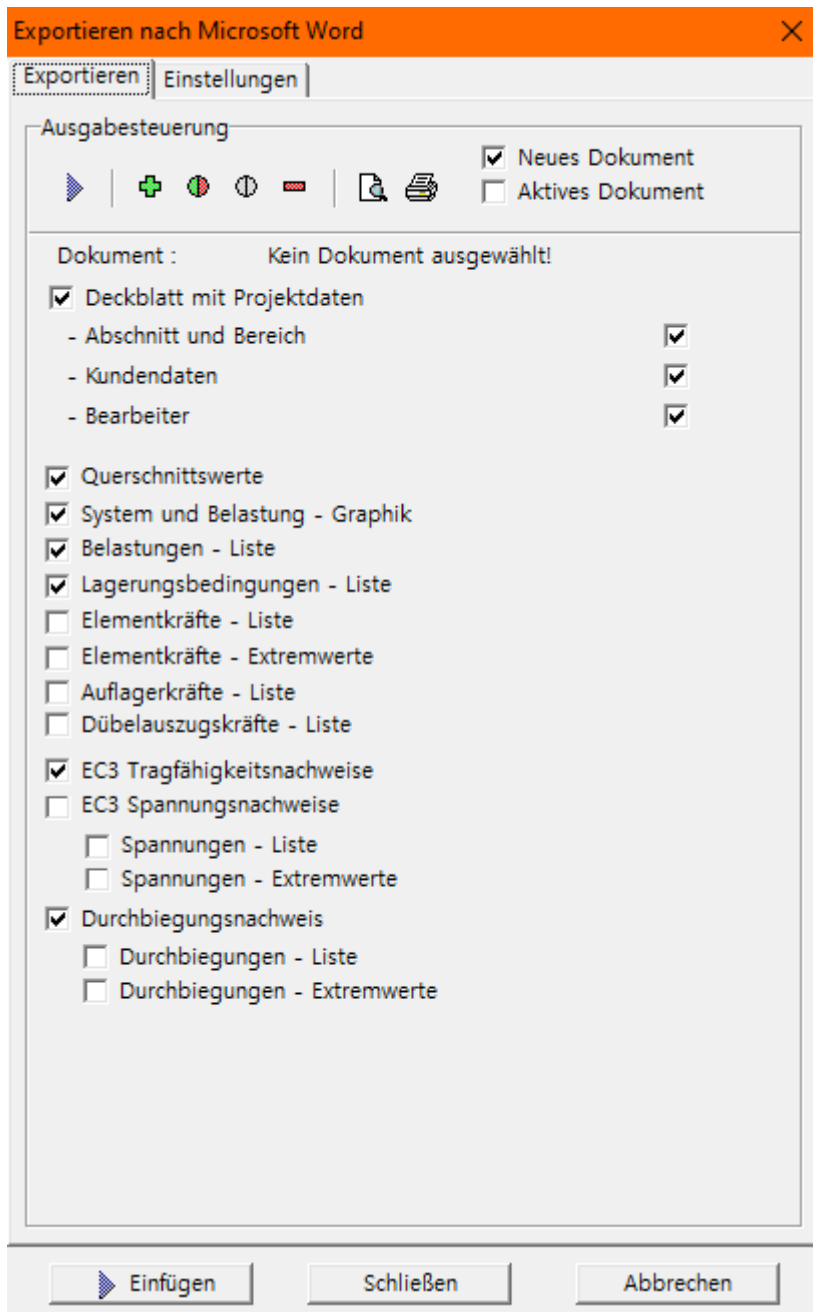 Exportieren nach Microsoft Word
Exportieren Einstellungen
Ausgabesteuerung
Neues Dokument
Aktives Dokument
Dokument : Kein Dokument ausgewählt!
Deckblatt mit Projektdaten
- Abschnitt und Bereich
- Kundendaten
- Bearbeiter
Querschnittswerte
System und Belastung - Graphik
Belastungen - Liste
Lagerungsbedingungen - Liste
Elementkräfte - Liste
Elementkräfte - Extremwerte
Auflagerkräfte - Liste
Dübelauszugskräfte - Liste
EC3 Tragfähigkeitsnachweise
EC3 Spannungsnachweise
Spannungen - Liste
Spannungen - Extremwerte
Durchbiegungsnachweis
Durchbiegungen - Liste
Durchbiegungen - Extremwerte
Einfügen Schließen Abbrechen